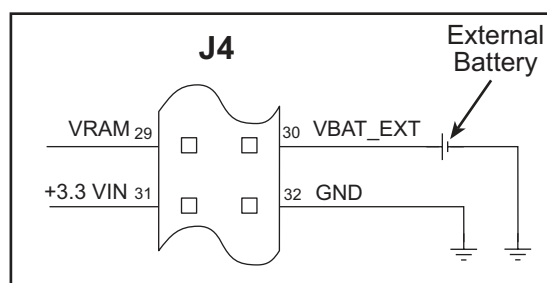 J4
External
Battery
VRAM 29
30 VBAT_EXT
+3.3 VIN 31
32 GND